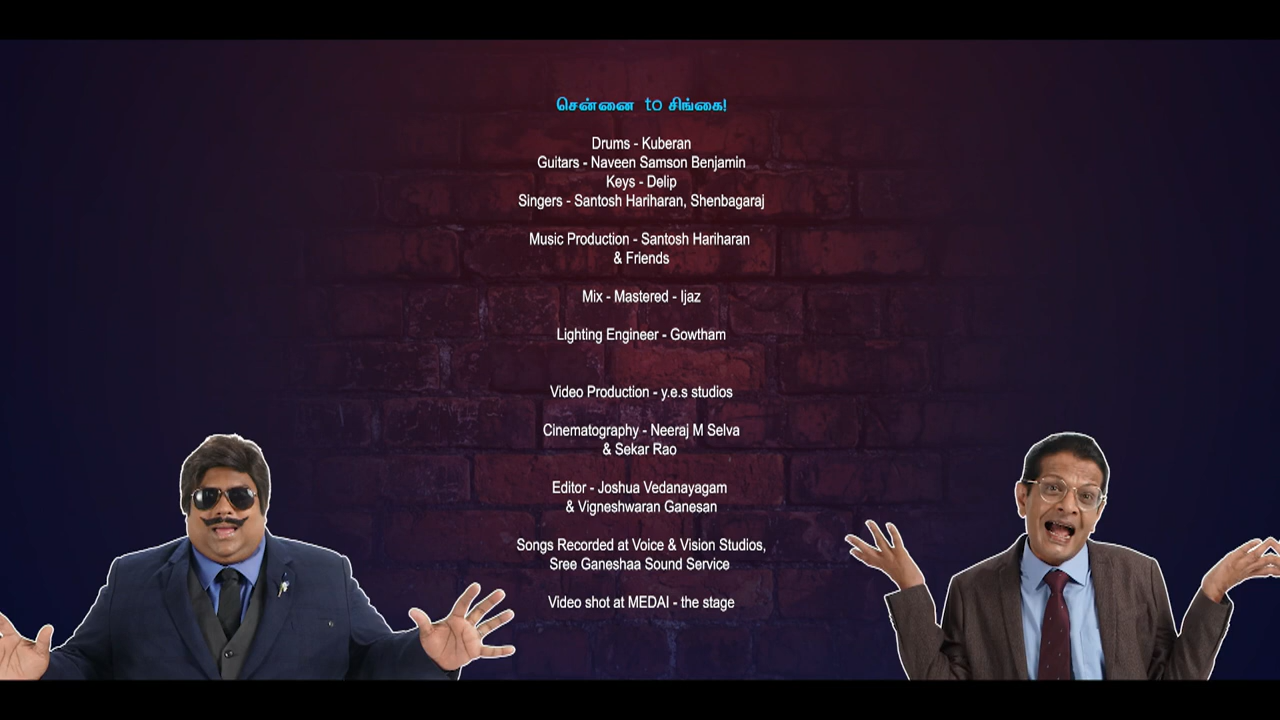 சென்னை to சிங்கை!
Drums - Kuberan
Guitars - Naveen Samson Benjamin
Keys - Delip
Singers - Santosh Hariharan, Shenbagaraj
Music Production - Santosh Hariharan
& Friends
Mix - Mastered - Ijaz
Lighting Engineer - Gowtham
Video Production - y.e.s studios
Cinematography - Neeraj M Selva
& Sekar Rao
Editor - Joshua Vedanayagam
& Vigneshwaran Ganesan
Songs Recorded at Voice & Vision Studios,
Sree Ganeshaa Sound Service
Video shot at MEDAI - the stage